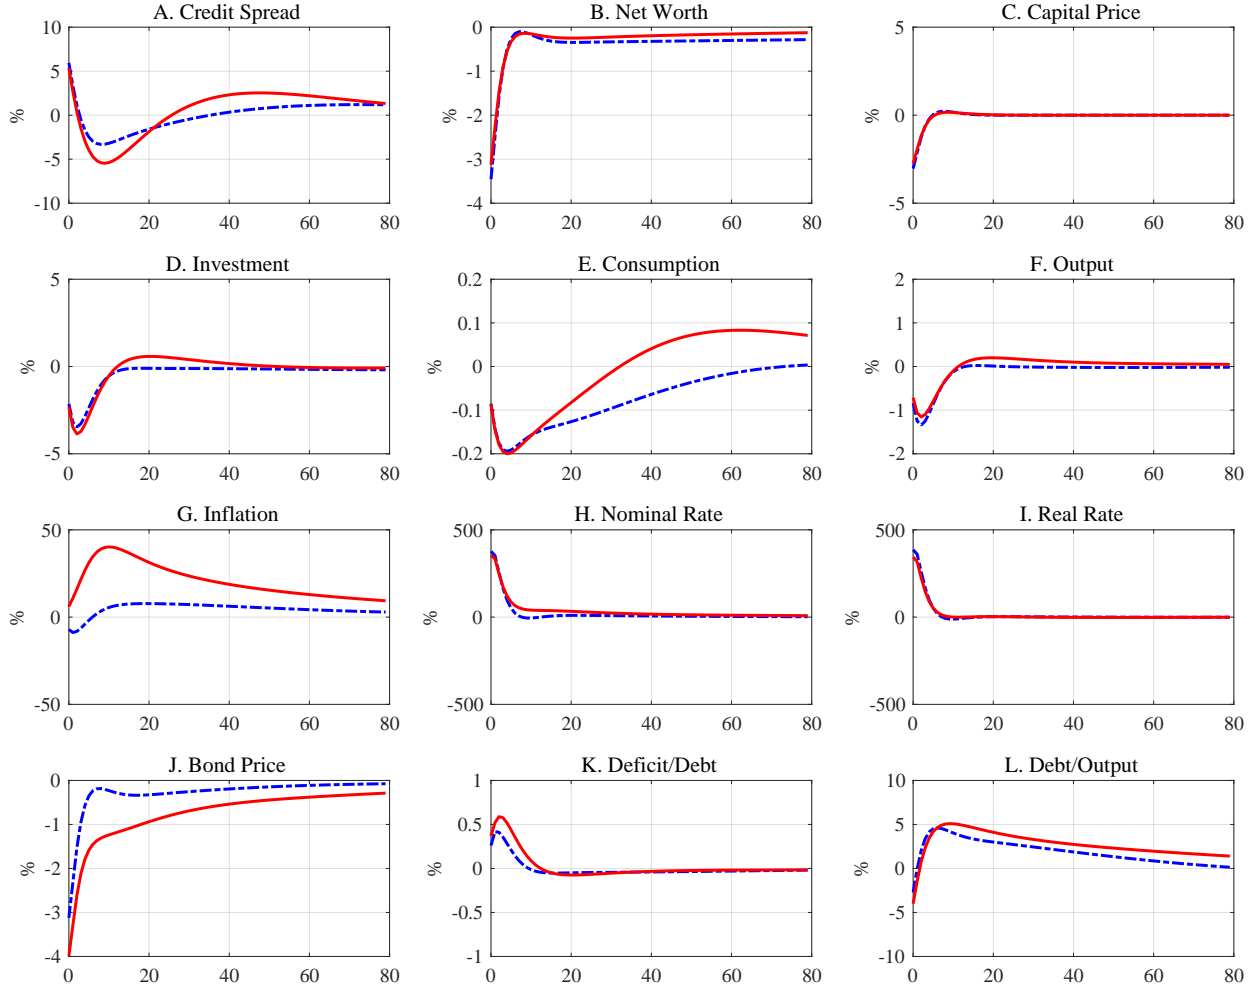 A. Credit Spread
10
5
0
-5
-10
%
0 20 40 60 80
B. Net Worth
0
-1
-2
-3
-4
%
0 20 40 60 80
C. Capital Price
5
0
-5
%
0 20 40 60 80
D. Investment
5
0
-5
%
0 20 40 60 80
E. Consumption
0.2
0.1
0
-0.1
-0.2
%
0 20 40 60 80
F. Output
2
1
0
-1
-2
%
0 20 40 60 80
G. Inflation
50
0
-50
%
0 20 40 60 80
H. Nominal Rate
500
0
-500
%
0 20 40 60 80
I. Real Rate
500
0
-500
%
0 20 40 60 80
J. Bond Price
0
-1
-2
-3
-4
%
0 20 40 60 80
K. Deficit/Debt
1
0.5
0
-0.5
-1
%
0 20 40 60 80
L. Debt/Output
10
5
0
-5
-10
%
0 20 40 60 80